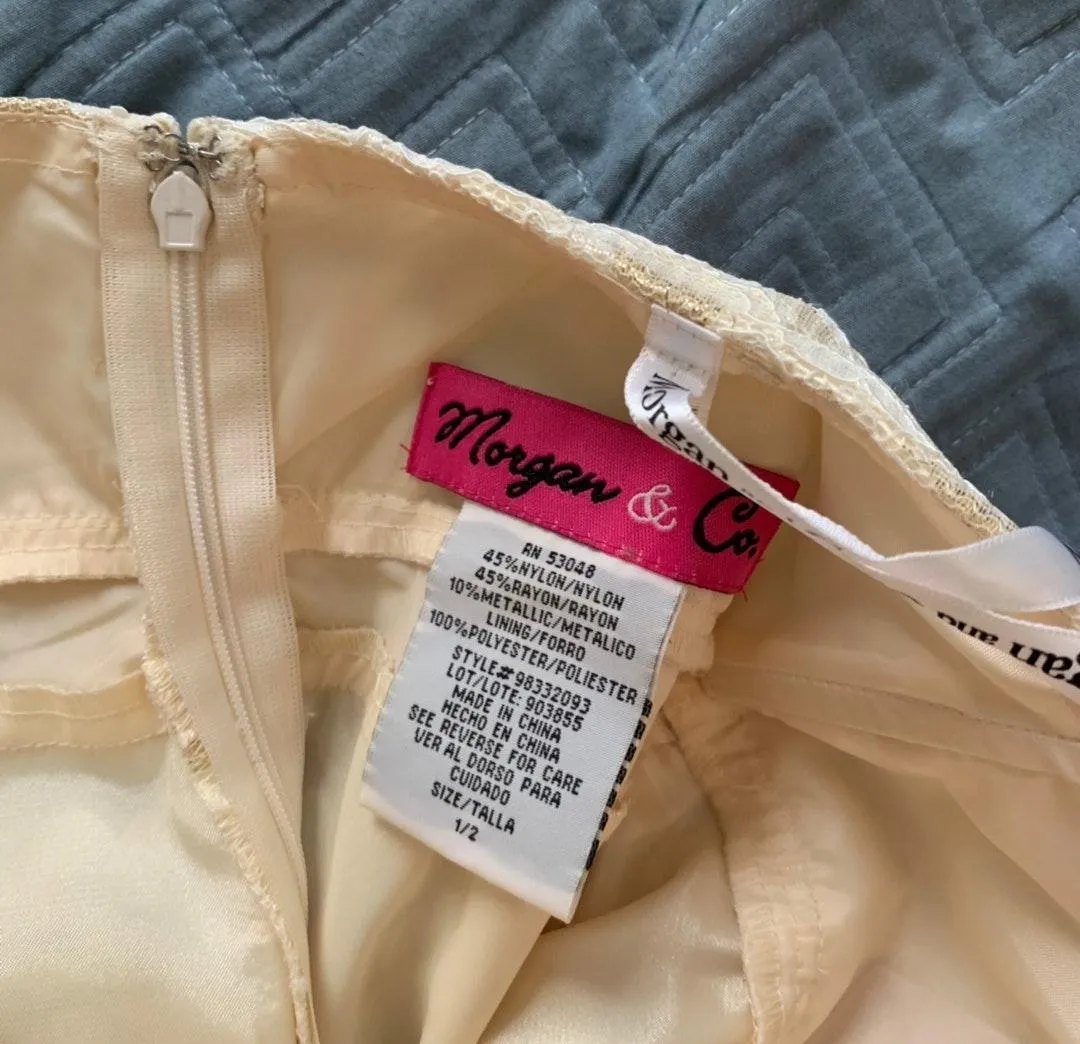 Morgan & Co.
Morgan
RN 53048
45%NYLON/NYLON
45%RAYON/RAYON
10%METALLIC/METALICO
LINING/FORRO
100%POLYESTER/POLIESTER
STYLE# 98332093
LOT/LOTE: 903855
MADE IN CHINA
HECHO EN CHINA
SEE REVERSE FOR CARE
VER AL DORSO PARA
CUIDADO
SIZE/TALLA
1/2